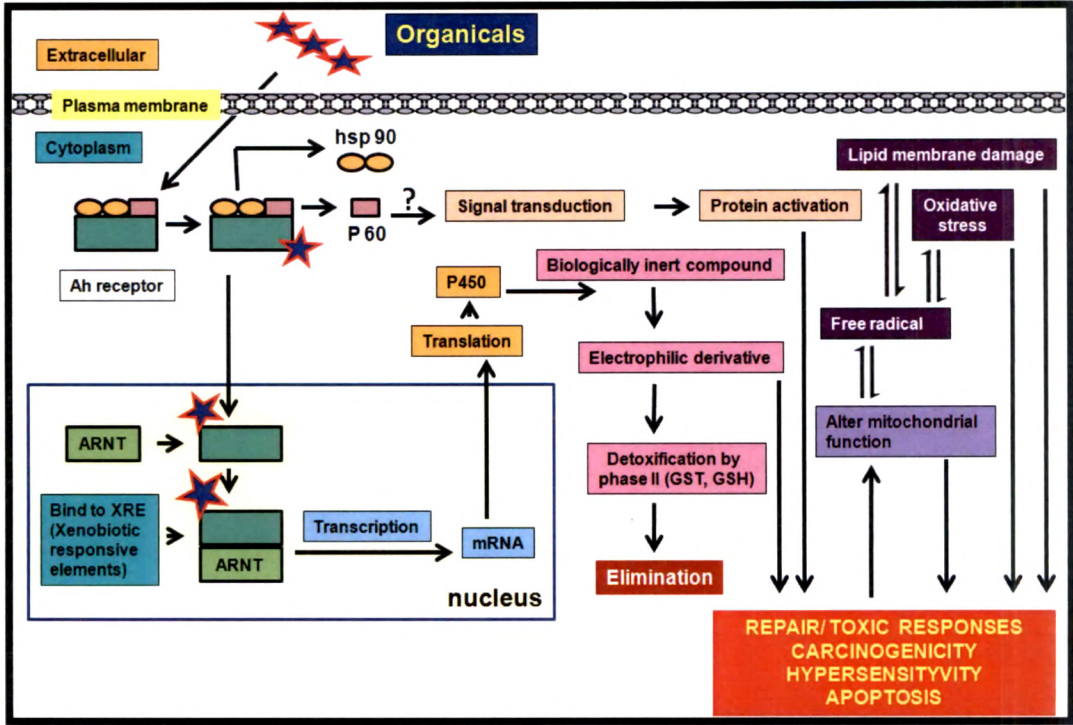 Organicals
Extracellular
Plasma membrane
Cytoplasm
hsp 90
Lipid membrane damage
?
Signal transduction
Protein activation
Oxidative
stress
P 60
Ah receptor
P450
Biologically inert compound
Translation
Free radical
Electrophilic derivative
ARNT
Alter mitochondrial
function
Detoxification by
phase II (GST, GSH)
Bind to XRE
(Xenobiotic
responsive
elements)
Transcription
mRNA
ARNT
Elimination
nucleus
REPAIR/ TOXIC RESPONSES
CARCINOGENICITY
HYPERSENSITYVITY
APOPTOSIS